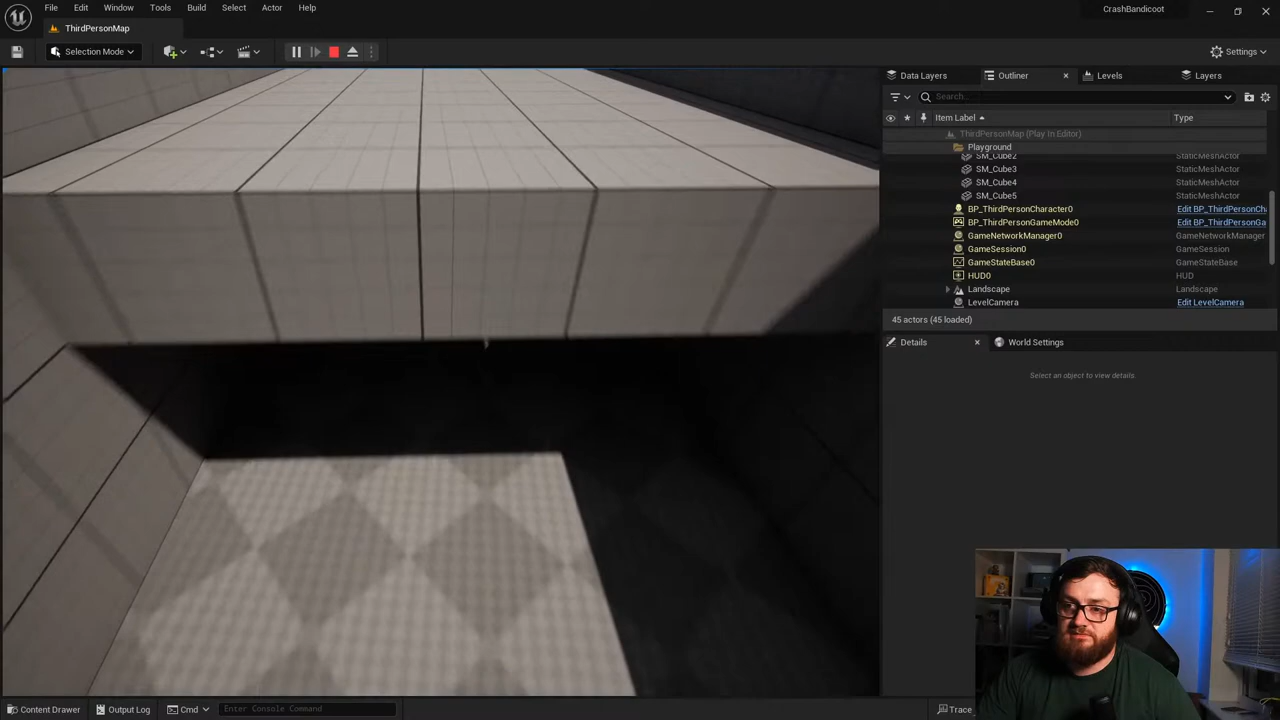 File Edit Window Tools Build Select Actor Help
CrashBandicoot
ThirdPersonMap
Selection Mode
Settings
Data Layers
Outliner
Levels
Layers
Search...
Item Label
Type
ThirdPersonMap (Play In Editor)
Playground
SM_Cube2 StaticMeshActor
SM_Cube3 StaticMeshActor
SM_Cube4 StaticMeshActor
SM_Cube5 StaticMeshActor
BP_ThirdPersonCharacter0 Edit BP_ThirdPersonCh
BP_ThirdPersonGameMode0 Edit BP_ThirdPersonGa
GameNetworkManager0 GameNetworkManager
GameSession0 GameSession
GameStateBase0 GameStateBase
HUD0 HUD
Landscape Landscape
LevelCamera Edit LevelCamera
45 actors (45 loaded)
Details
World Settings
Select an object to view details.
Content Drawer
Output Log
Cmd
Enter Console Command
Trace